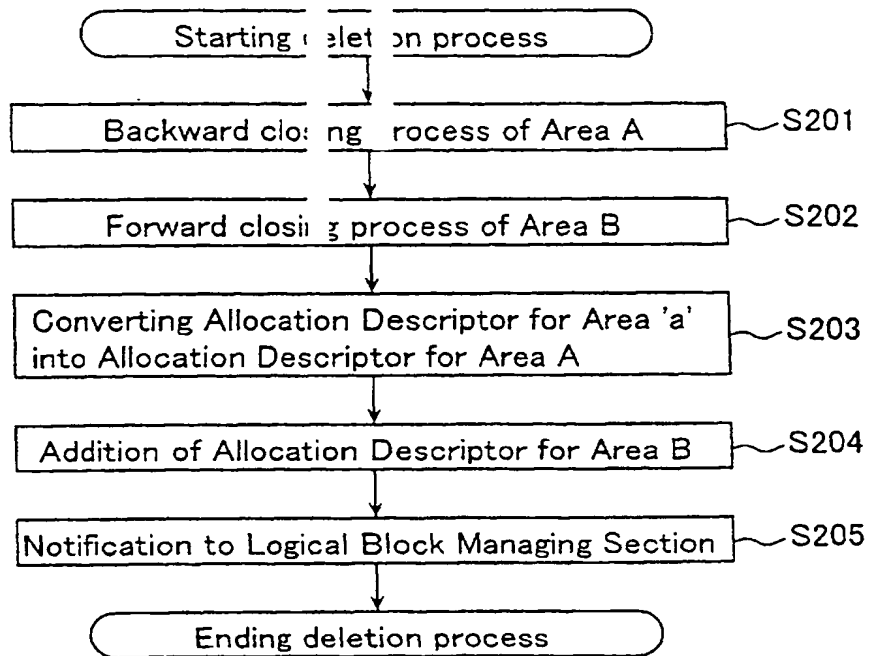 Starting deletion process
Backward closing process of Area A
S201
Forward closing process of Area B
S202
Converting Allocation Descriptor for Area 'a'
into Allocation Descriptor for Area A
S203
Addition of Allocation Descriptor for Area B
S204
Notification to Logical Block Managing Section
S205
Ending deletion process